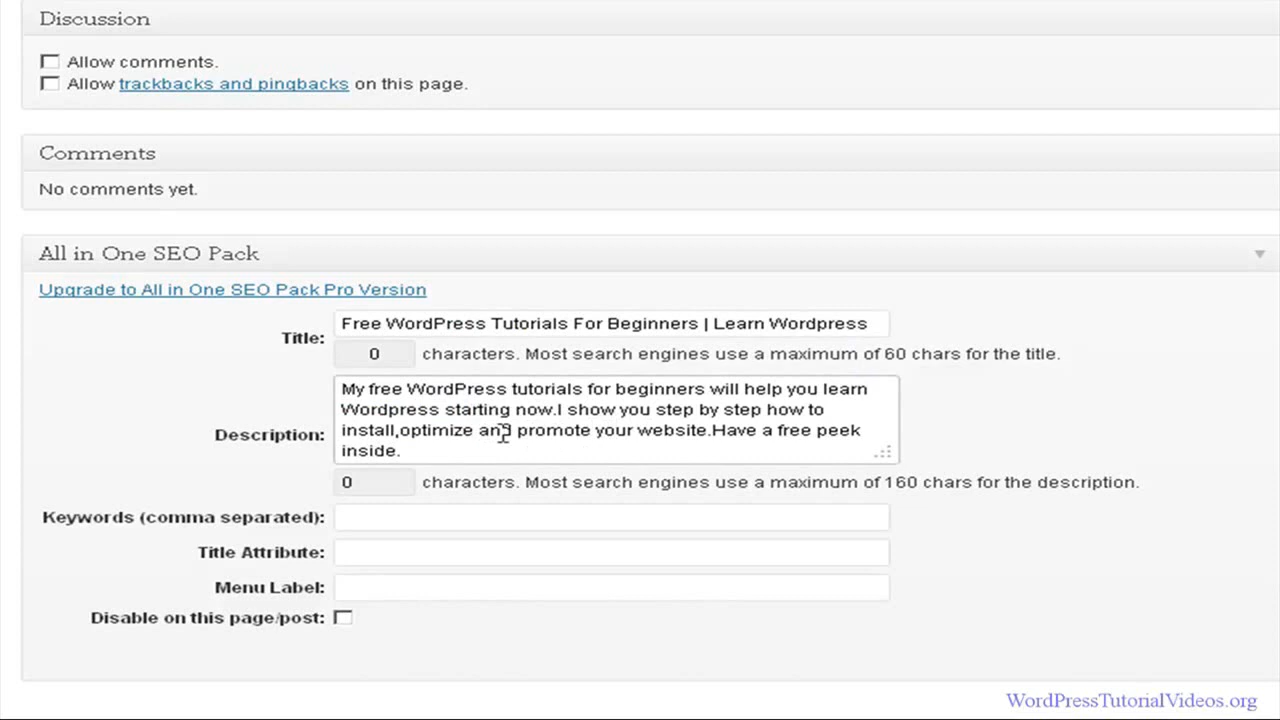 Discussion
Allow comments.
Allow trackbacks and pingbacks on this page.
Comments
No comments yet.
All in One SEO Pack
Upgrade to All in One SEO Pack Pro Version
Title: Free WordPress Tutorials For Beginners | Learn Wordpress
0 characters. Most search engines use a maximum of 60 chars for the title.
My free WordPress tutorials for beginners will help you learn
Wordpress starting now.I show you step by step how to
Description: install,optimize and promote your website.Have a free peek
inside.
0 characters. Most search engines use a maximum of 160 chars for the description.
Keywords (comma separated):
Title Attribute:
Menu Label:
Disable on this page/post:
WordPressTutorialVideos.org